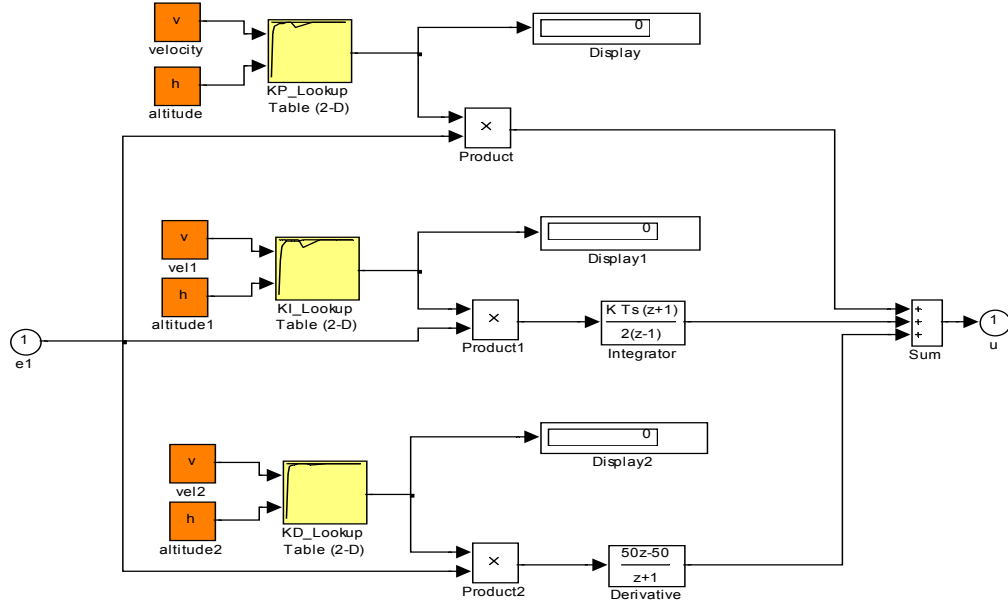 v
velocity
h
altitude
KP_Lookup
Table (2-D)
0
Display
×
Product
v
vel1
h
altitude1
KI_Lookup
Table (2-D)
0
Display1
×
Product1
K Ts (z+1)
2(z-1)
Integrator
1
e1
+
+
+
Sum
1
u
v
vel2
h
altitude2
KD_Lookup
Table (2-D)
0
Display2
×
Product2
50z-50
z+1
Derivative